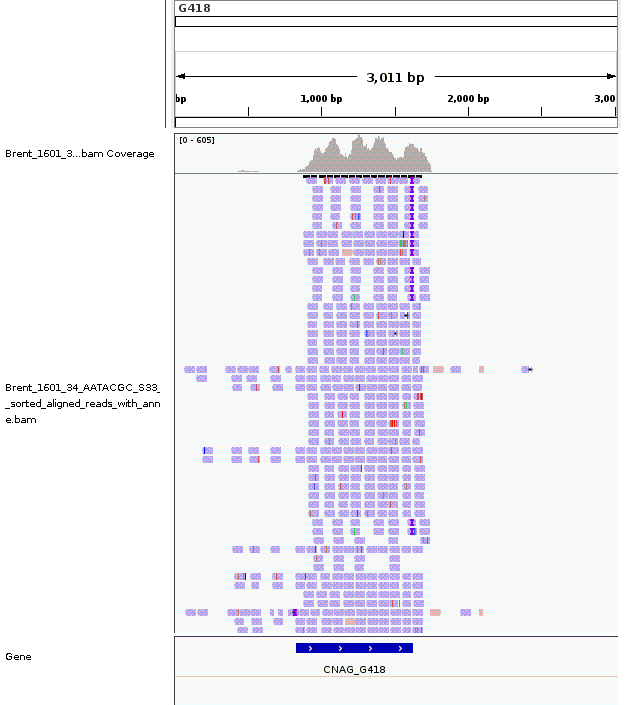 G418
3,011 bp
bp
1,000 bp
2,000 bp
3,00
[0 - 605]
Brent_1601_3...bam Coverage
Brent_1601_34_AATACGC_S33_
_sorted_aligned_reads_with_ann
e.bam
Gene
CNAG_G418